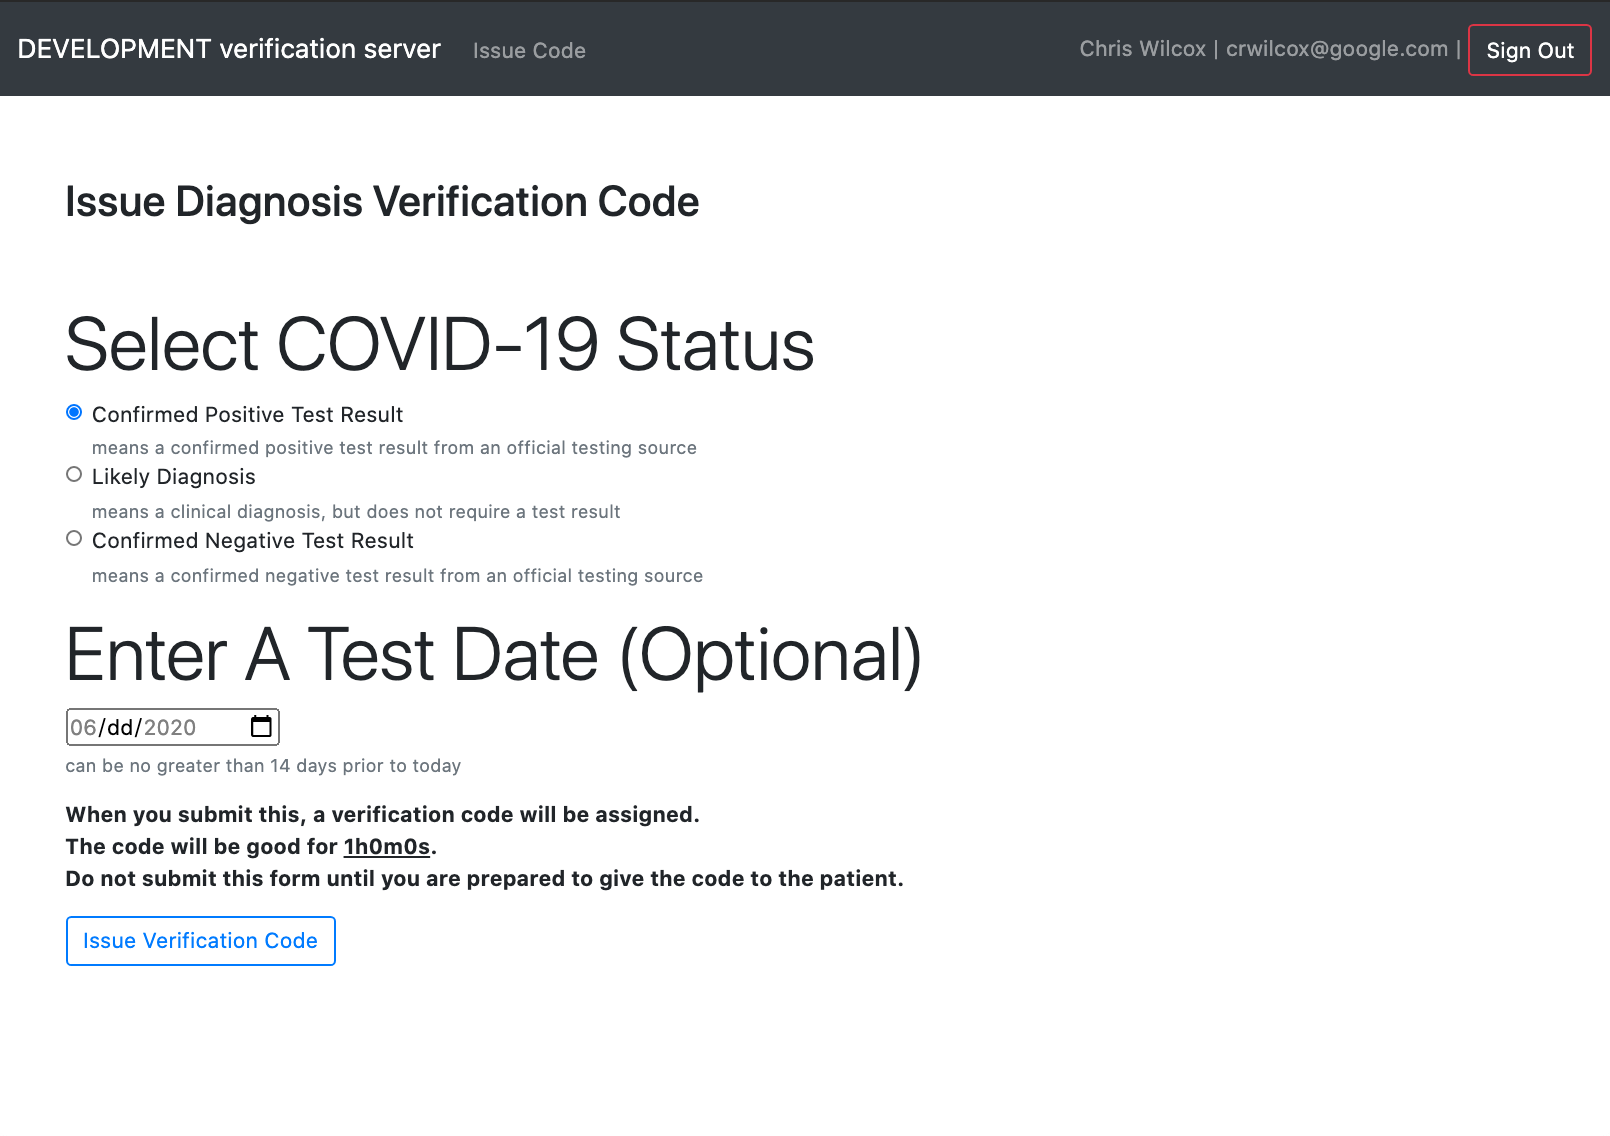 DEVELOPMENT verification server Issue Code Chris Wilcox | crwilcox@google.com | Sign Out
Issue Diagnosis Verification Code
Select COVID-19 Status
Confirmed Positive Test Result
means a confirmed positive test result from an official testing source
Likely Diagnosis
means a clinical diagnosis, but does not require a test result
Confirmed Negative Test Result
means a confirmed negative test result from an official testing source
Enter A Test Date (Optional)
06/dd/2020
can be no greater than 14 days prior to today
When you submit this, a verification code will be assigned.
The code will be good for 1h0m0s.
Do not submit this form until you are prepared to give the code to the patient.
Issue Verification Code